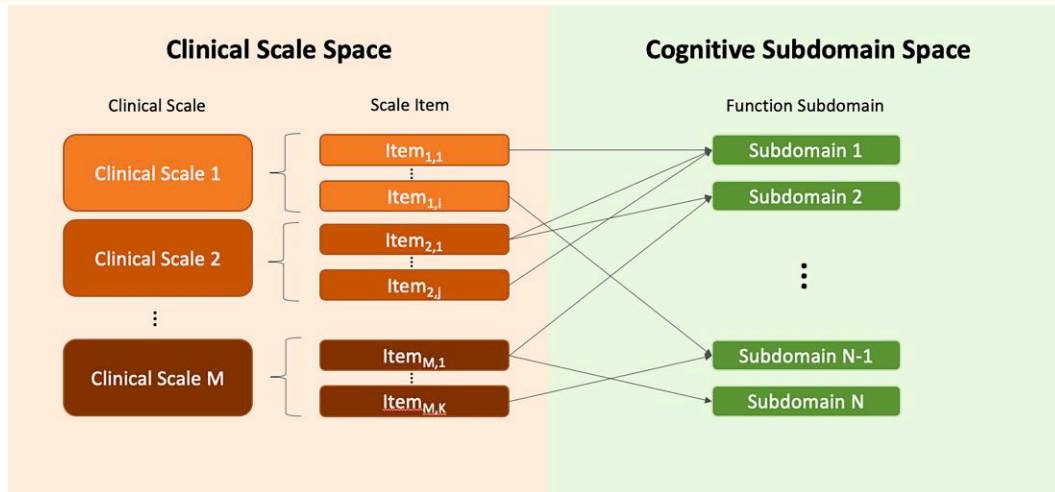 Clinical Scale Space
Cognitive Subdomain Space
Clinical Scale
Scale Item
Function Subdomain
Clinical Scale 1
Item1,1
⋮
Item1,i
Clinical Scale 2
Item2,1
⋮
Item2,j
⋮
Clinical Scale M
ItemM,1
⋮
ItemM,K
Subdomain 1
Subdomain 2
⋮
Subdomain N-1
Subdomain N